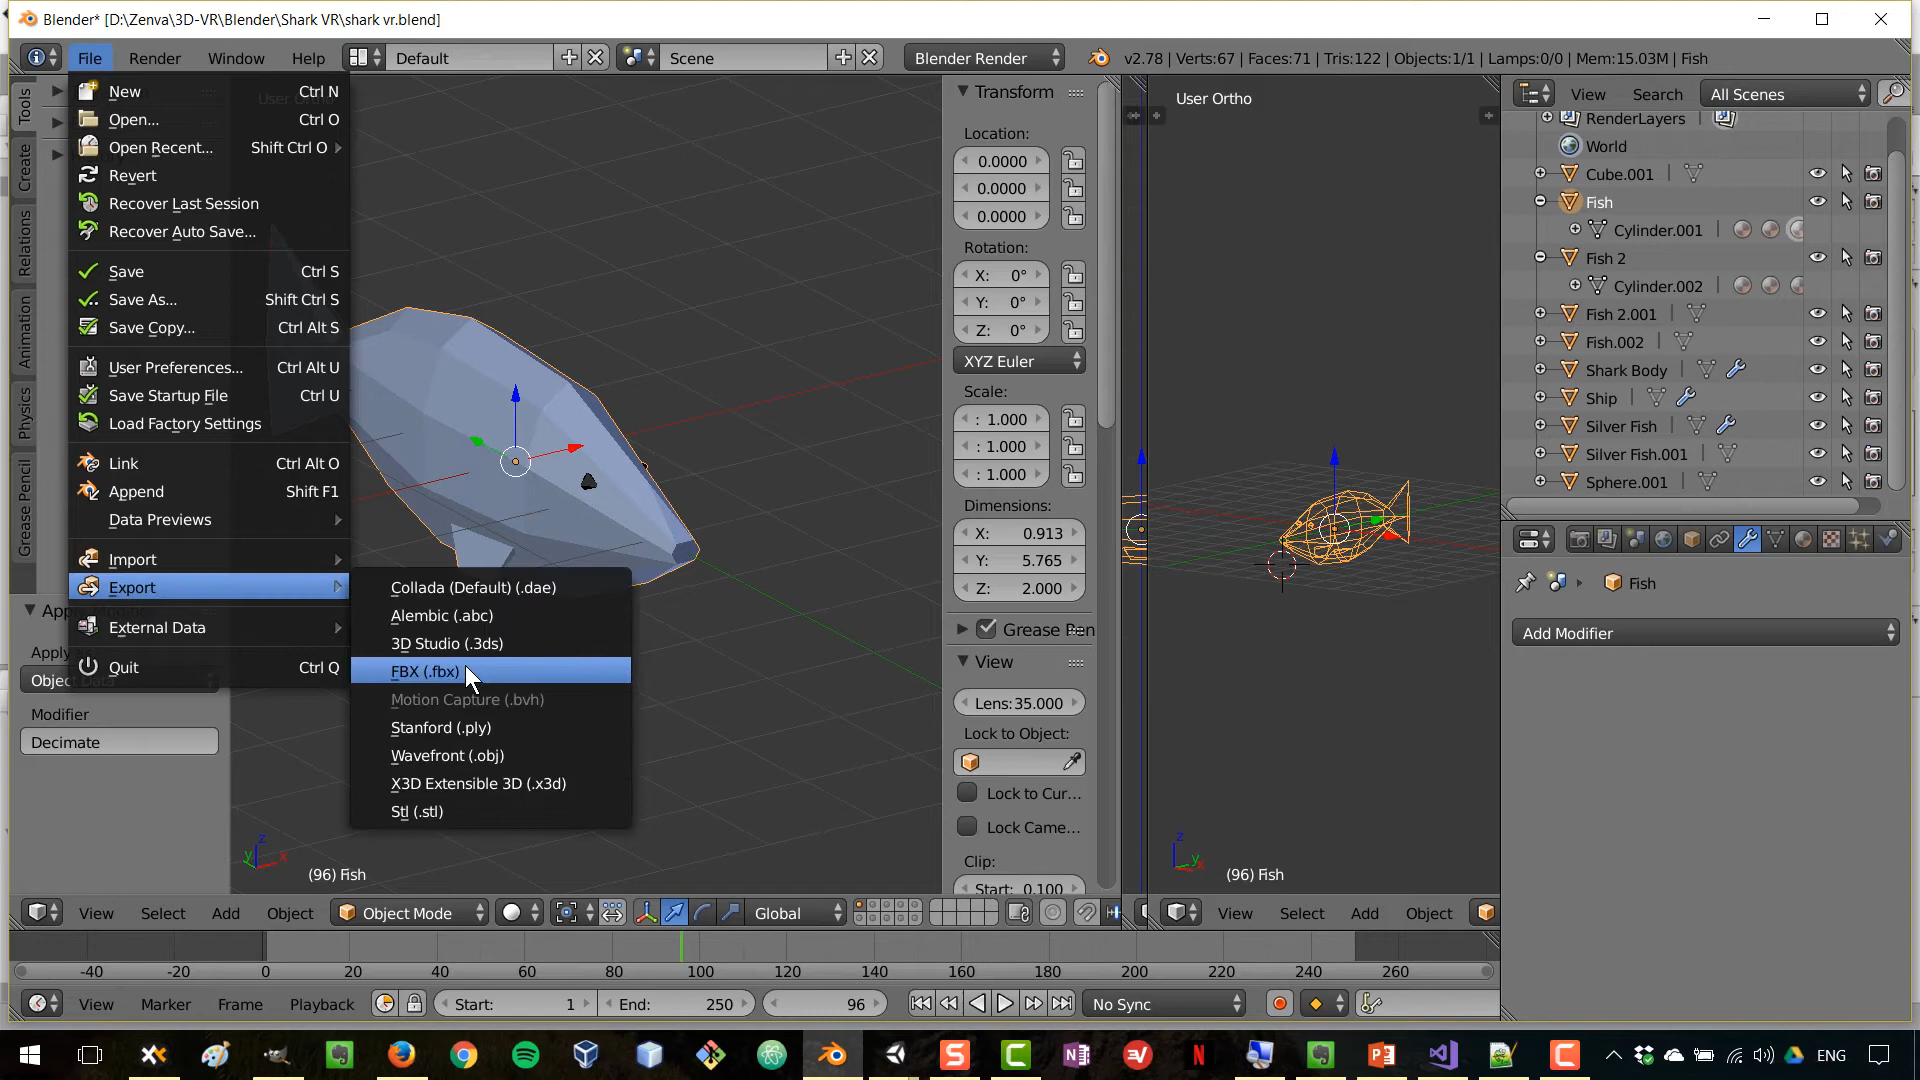 Blender* [D:\Zenva\3D-VR\Blender\Shark VR\shark vr.blend]
File Render Window Help Default Scene Blender Render v2.78 | Verts:67 | Faces:71 | Tris:122 | Objects:1/1 | Lamps:0/0 | Mem:15.03M | Fish
New Ctrl N
Open... Ctrl O
Open Recent... Shift Ctrl O
Revert
Recover Last Session
Recover Auto Save...
Save Ctrl S
Save As... Shift Ctrl S
Save Copy... Ctrl Alt S
User Preferences... Ctrl Alt U
Save Startup File Ctrl U
Load Factory Settings
Link Ctrl Alt O
Append Shift F1
Data Previews
Import
Export
External Data
Quit Ctrl Q
Collada (Default) (.dae)
Alembic (.abc)
3D Studio (.3ds)
FBX (.fbx)
Motion Capture (.bvh)
Stanford (.ply)
Wavefront (.obj)
X3D Extensible 3D (.x3d)
Stl (.stl)
Tools
Create
Relations
Animation
Physics
Grease Pencil
Modifier
Decimate
(96) Fish
Transform
Location:
0.0000
0.0000
0.0000
Rotation:
X: 0°
Y: 0°
Z: 0°
XYZ Euler
Scale:
: 1.000
: 1.000
: 1.000
Dimensions:
X: 0.913
Y: 5.765
Z: 2.000
Grease Pen
View
Lens:35.000
Lock to Object:
Lock to Cur...
Lock Came...
Clip:
Start: 0.100
User Ortho
(96) Fish
View Search All Scenes
RenderLayers
World
Cube.001
Fish
Cylinder.001
Fish 2
Cylinder.002
Fish 2.001
Fish.002
Shark Body
Ship
Silver Fish
Silver Fish.001
Sphere.001
Fish
Add Modifier
View Select Add Object Object Mode Global
View Select Add Object
-40 -20 0 20 40 60 80 100 120 140 160 180 200 220 240 260
View Marker Frame Playback Start: 1 End: 250 96 No Sync
ENG